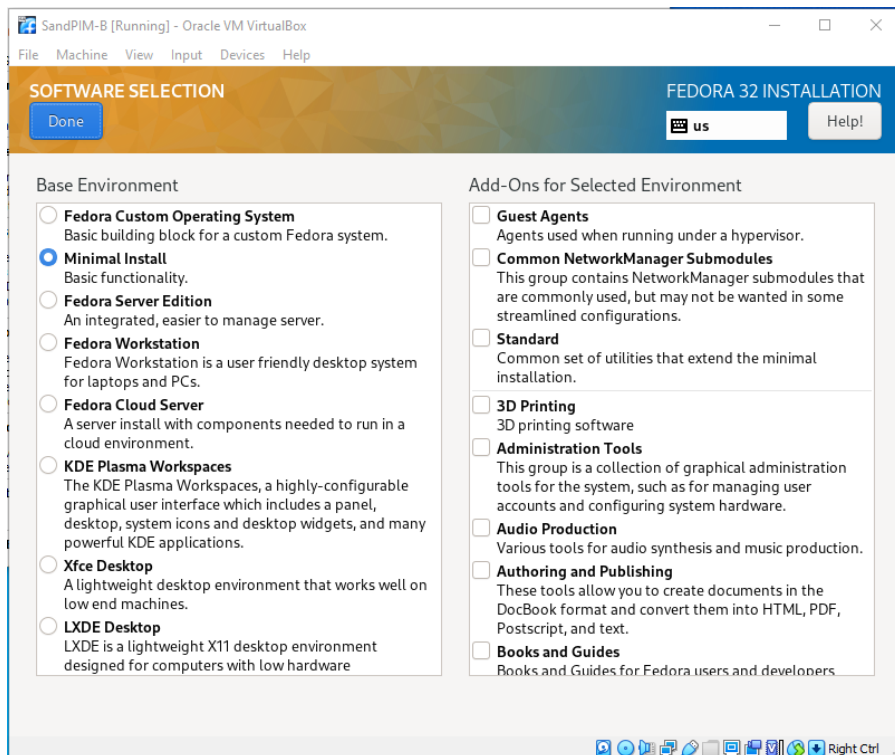 SandPIM-B [Running] - Oracle VM VirtualBox
File Machine View Input Devices Help
SOFTWARE SELECTION
FEDORA 32 INSTALLATION
Done
us
Help!
Base Environment
Fedora Custom Operating System
Basic building block for a custom Fedora system.
Minimal Install
Basic functionality.
Fedora Server Edition
An integrated, easier to manage server.
Fedora Workstation
Fedora Workstation is a user friendly desktop system
for laptops and PCs.
Fedora Cloud Server
A server install with components needed to run in a
cloud environment.
KDE Plasma Workspaces
The KDE Plasma Workspaces, a highly-configurable
graphical user interface which includes a panel,
desktop, system icons and desktop widgets, and many
powerful KDE applications.
Xfce Desktop
A lightweight desktop environment that works well on
low end machines.
LXDE Desktop
LXDE is a lightweight X11 desktop environment
designed for computers with low hardware
Add-Ons for Selected Environment
Guest Agents
Agents used when running under a hypervisor.
Common NetworkManager Submodules
This group contains NetworkManager submodules that
are commonly used, but may not be wanted in some
streamlined configurations.
Standard
Common set of utilities that extend the minimal
installation.
3D Printing
3D printing software
Administration Tools
This group is a collection of graphical administration
tools for the system, such as for managing user
accounts and configuring system hardware.
Audio Production
Various tools for audio synthesis and music production.
Authoring and Publishing
These tools allow you to create documents in the
DocBook format and convert them into HTML, PDF,
Postscript, and text.
Books and Guides
Books and Guides for Fedora users and developers
Right Ctrl